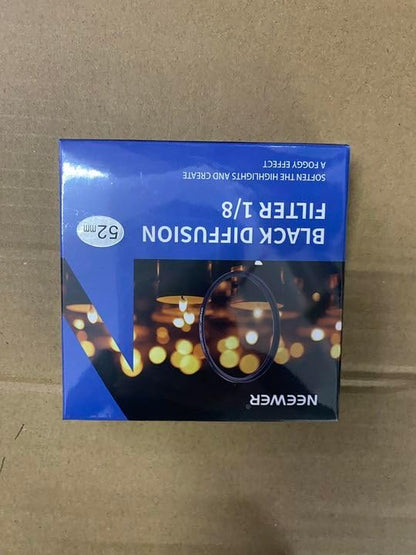 NEEWER®
BLACK DIFFUSION
FILTER 1/8
52mm
SOFTEN THE HIGHLIGHTS AND CREATE
A FOGGY EFFECT